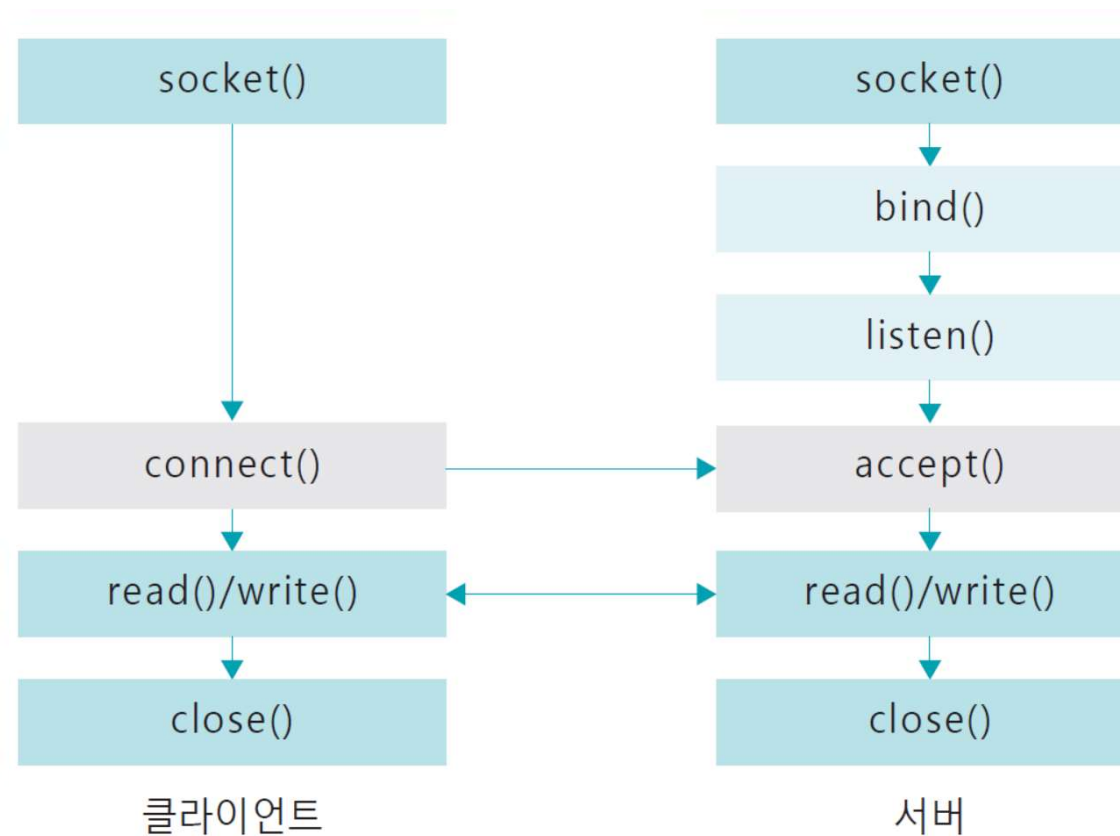 socket()
socket()
bind()
listen()
connect()
accept()
read()/write()
read()/write()
close()
close()
클라이언트
서버